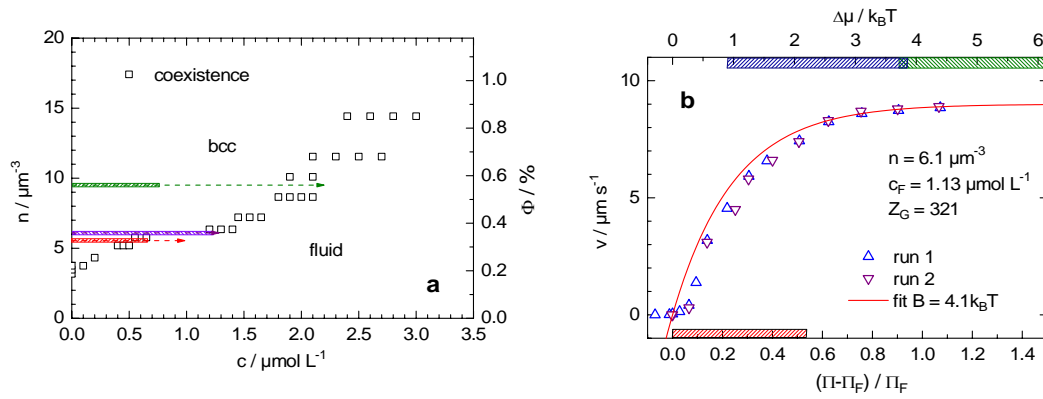 20
15
10
5
0
n / µm⁻³
coexistence
bcc
fluid
a
1.0
0.8
0.6
0.4
0.2
0.0
Φ / %
0.0 0.5 1.0 1.5 2.0 2.5 3.0 3.5
c / µmol L⁻¹
Δµ / k_BT
0 1 2 3 4 5 6
10
5
0
v / µm s⁻¹
b
n = 6.1 µm⁻³
c_F = 1.13 µmol L⁻¹
Z_G = 321
run 1
run 2
fit B = 4.1k_BT
0.0 0.2 0.4 0.6 0.8 1.0 1.2 1.4
(Π-Π_F) / Π_F